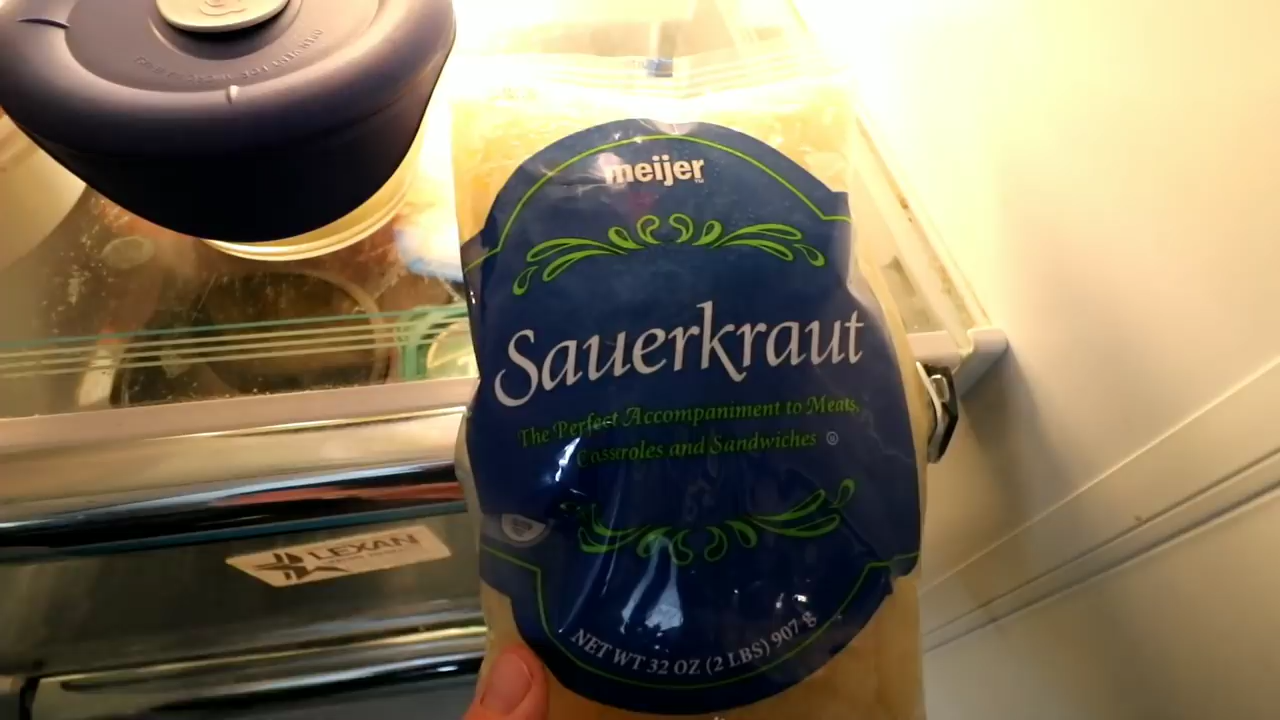 meijer
Sauerkraut
The Perfect Accompaniment to Meats,
Casseroles and Sandwiches
NET WT 32 OZ (2 LBS) 907 g
LEXAN